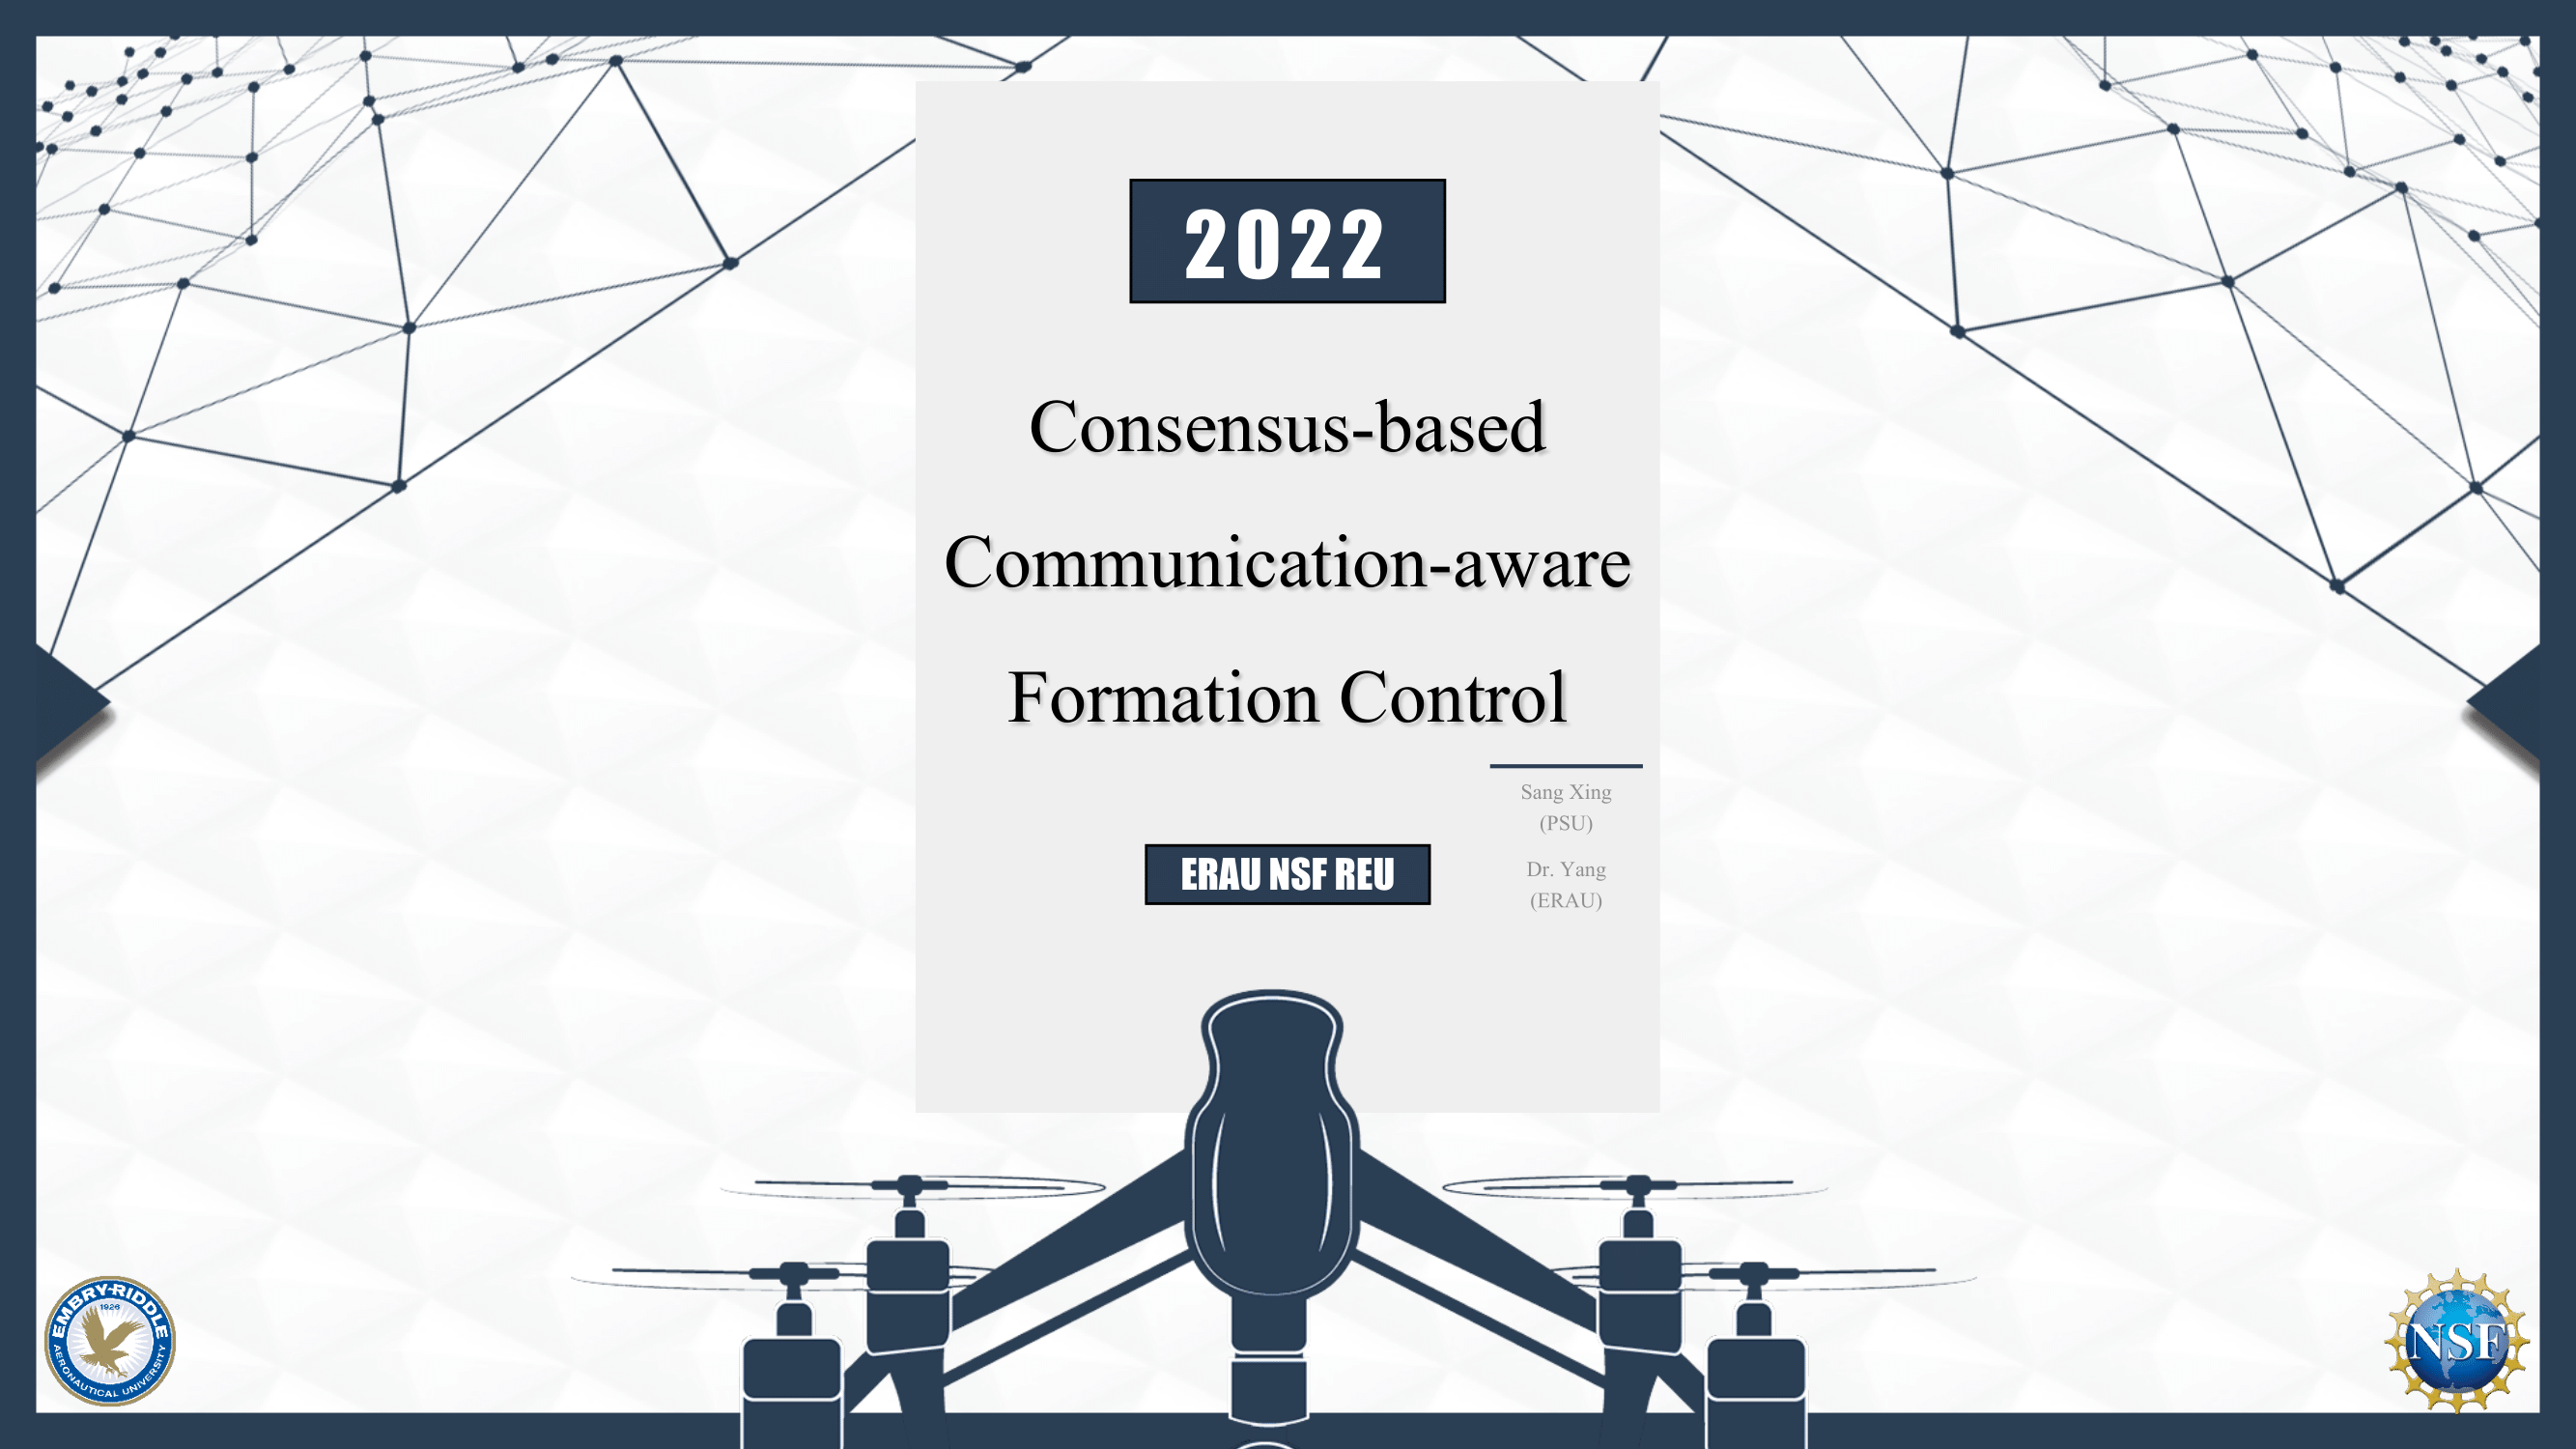 2022
Consensus-based
Communication-aware
Formation Control
Sang Xing
(PSU)
Dr. Yang
(ERAU)
ERAU NSF REU
EMBRY-RIDDLE
1926
AERONAUTICAL UNIVERSITY
NSF